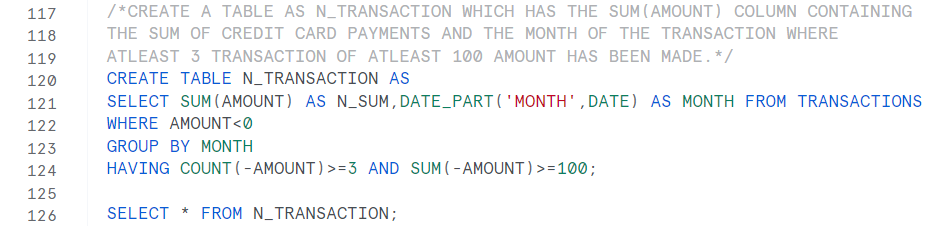 117 /*CREATE A TABLE AS N_TRANSACTION WHICH HAS THE SUM(AMOUNT) COLUMN CONTAINING
118 THE SUM OF CREDIT CARD PAYMENTS AND THE MONTH OF THE TRANSACTION WHERE
119 ATLEAST 3 TRANSACTION OF ATLEAST 100 AMOUNT HAS BEEN MADE.*/
120 CREATE TABLE N_TRANSACTION AS
121 SELECT SUM(AMOUNT) AS N_SUM,DATE_PART('MONTH',DATE) AS MONTH FROM TRANSACTIONS
122 WHERE AMOUNT<0
123 GROUP BY MONTH
124 HAVING COUNT(-AMOUNT)>=3 AND SUM(-AMOUNT)>=100;
125
126 SELECT * FROM N_TRANSACTION;